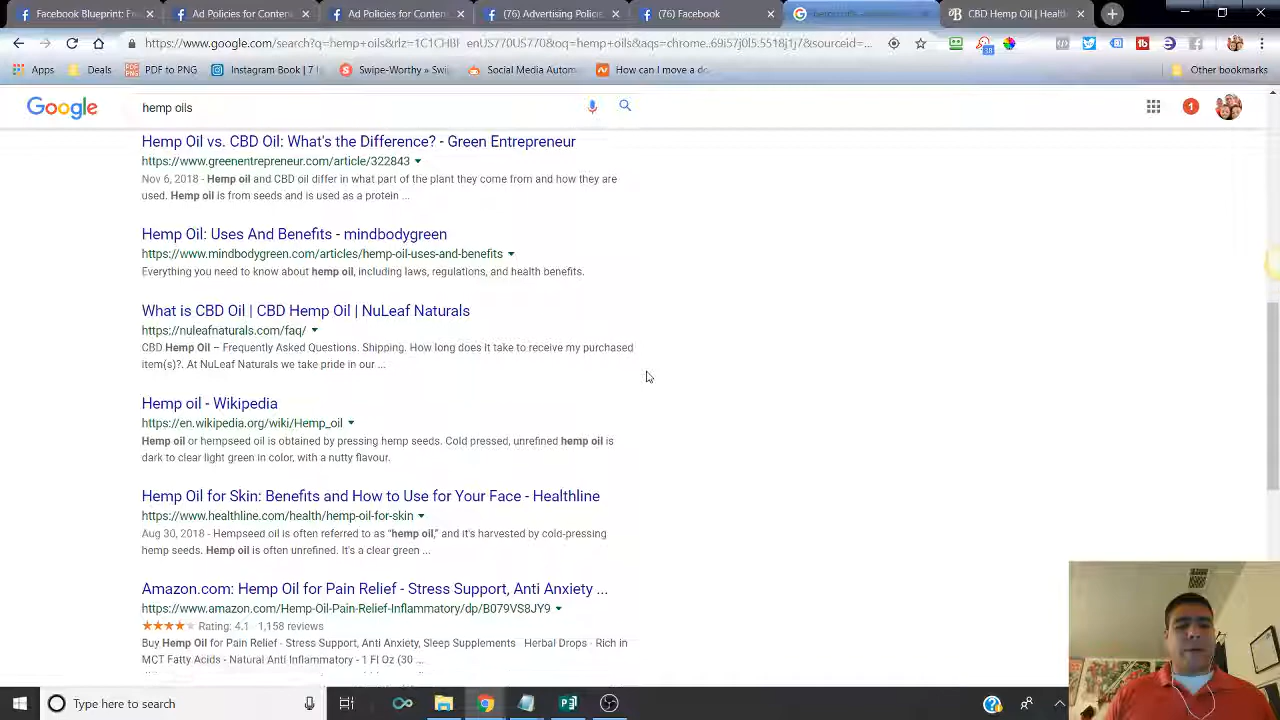 Facebook Blueprint: Free
Ad Policies for Content
Ad Policies for Content
(76) Advertising Policies
(76) Facebook
CBD Hemp Oil | Health
https://www.google.com/search?q=hemp+oils&rlz=1C1CHBF_enUS770US770&oq=hemp+oils&aqs=chrome..69i57j0l5.5518j1j7&sourceid=...
Apps
Deals
PDF to PNG
Instagram Book | 7
Swipe-Worthy
Social Media Autom
How can I move a do
Other bookmarks
Google
hemp oils
1
Hemp Oil vs. CBD Oil: What's the Difference? - Green Entrepreneur
https://www.greenentrepreneur.com/article/322843
Nov 6, 2018 - Hemp oil and CBD oil differ in what part of the plant they come from and how they are
used. Hemp oil is from seeds and is used as a protein ...
Hemp Oil: Uses And Benefits - mindbodygreen
https://www.mindbodygreen.com/articles/hemp-oil-uses-and-benefits
Everything you need to know about hemp oil, including laws, regulations, and health benefits.
What is CBD Oil | CBD Hemp Oil | NuLeaf Naturals
https://nuleafnaturals.com/faq/
CBD Hemp Oil – Frequently Asked Questions. Shipping. How long does it take to receive my purchased
item(s)?. At NuLeaf Naturals we take pride in our ...
Hemp oil - Wikipedia
https://en.wikipedia.org/wiki/Hemp_oil
Hemp oil or hempseed oil is obtained by pressing hemp seeds. Cold pressed, unrefined hemp oil is
dark to clear light green in color, with a nutty flavour.
Hemp Oil for Skin: Benefits and How to Use for Your Face - Healthline
https://www.healthline.com/health/hemp-oil-for-skin
Aug 30, 2018 - Hempseed oil is often referred to as “hemp oil,” and it's harvested by cold-pressing
hemp seeds. Hemp oil is often unrefined. It's a clear green ...
Amazon.com: Hemp Oil for Pain Relief - Stress Support, Anti Anxiety ...
https://www.amazon.com/Hemp-Oil-Pain-Relief-Inflammatory/dp/B079VS8JY9
Rating: 4.1 - 1,158 reviews
Buy Hemp Oil for Pain Relief - Stress Support, Anti Anxiety, Sleep Supplements Herbal Drops - Rich in
MCT Fatty Acids - Natural Anti Inflammatory - 1 Fl Oz (30 ...
Type here to search